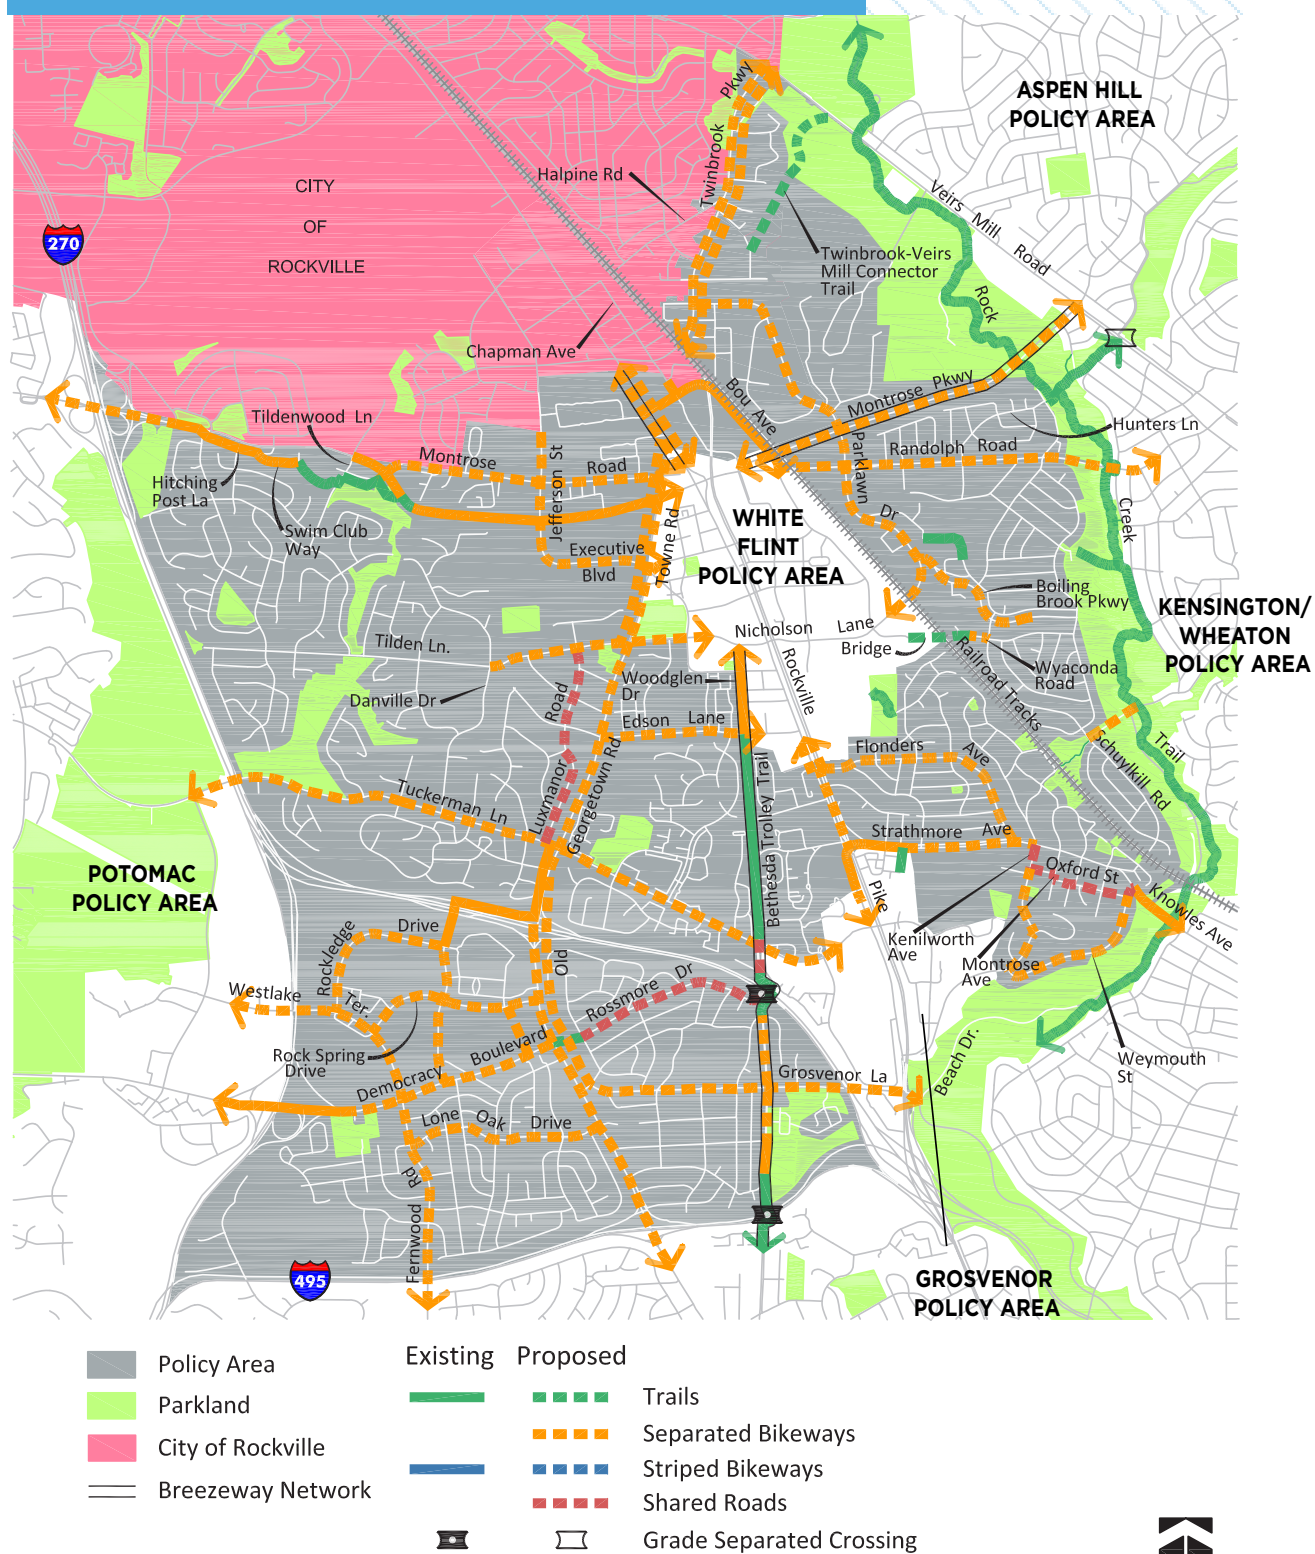 ASPEN HILL
POLICY AREA
Twinbrook Pkwy
Halpine Rd
CITY
OF
ROCKVILLE
270
Veirs Mill Road
Twinbrook-Veirs
Mill Connector
Trail
Rock
Creek
Trail
Chapman Ave
Bou Ave
Montrose Pkwy
Tildenwood Ln
Hunters Ln
Montrose Road
Jefferson St
Randolph Road
Parklawn Dr
Hitching
Post La
Swim Club
Way
WHITE
FLINT
POLICY AREA
Towne Rd
Executive
Blvd
Boiling
Brook Pkwy
KENSINGTON/
WHEATON
POLICY AREA
Nicholson Lane
Bridge
Railroad Tracks
Wyaconda
Road
Tilden Ln.
Woodglen
Dr
Danville Dr
Rockville Pike
Luxmanor Road
Edson Lane
Old Georgetown Rd
Flonders Ave
Schuylkill Rd
Bethesda Trolley Trail
Tuckerman Ln
Strathmore Ave
POTOMAC
POLICY AREA
Oxford St
Knowles Ave
Kenilworth
Ave
Montrose
Ave
Rockledge Drive
Westlake Ter.
Rossmore Dr
Rock Spring
Drive
Democracy Boulevard
Grosvenor La
Beach Dr.
Weymouth
St
Lone Oak Drive
Fernwood Rd
495
GROSVENOR
POLICY AREA
Existing Proposed
Policy Area
Parkland
City of Rockville
Breezeway Network
Trails
Separated Bikeways
Striped Bikeways
Shared Roads
Grade Separated Crossing